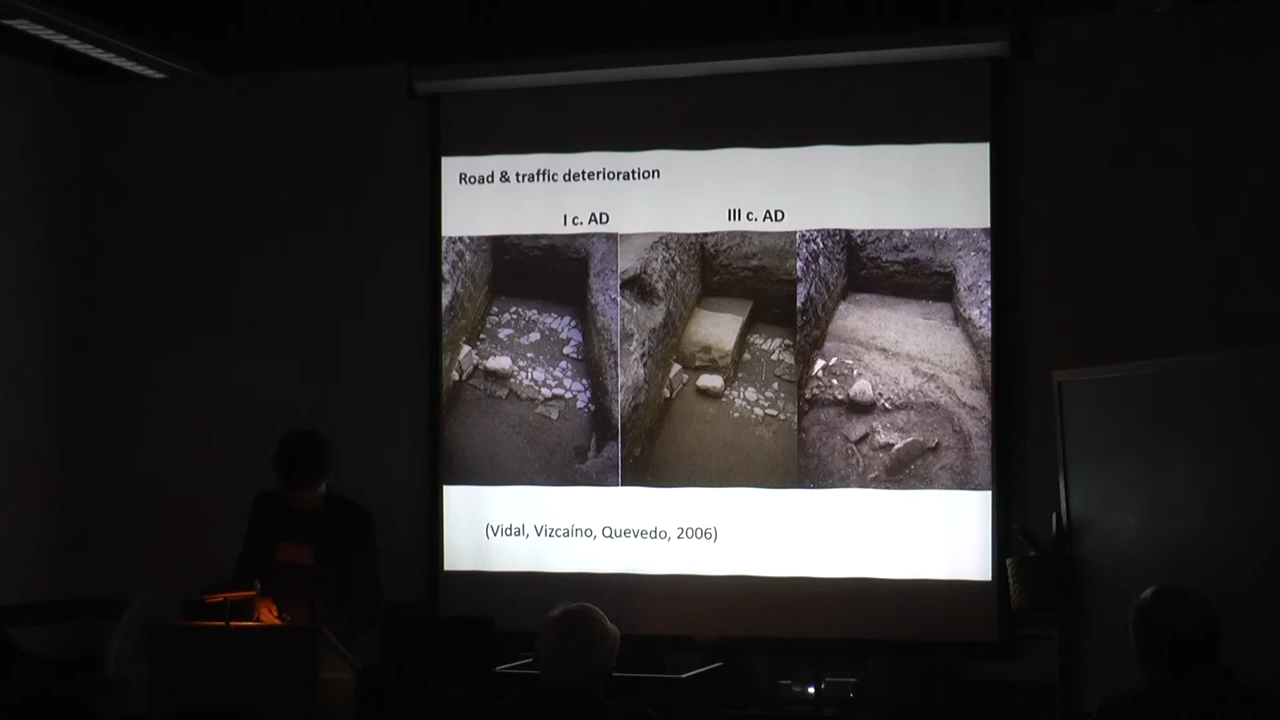 Road & traffic deterioration
I c. AD
III c. AD
(Vidal, Vizcaíno, Quevedo, 2006)